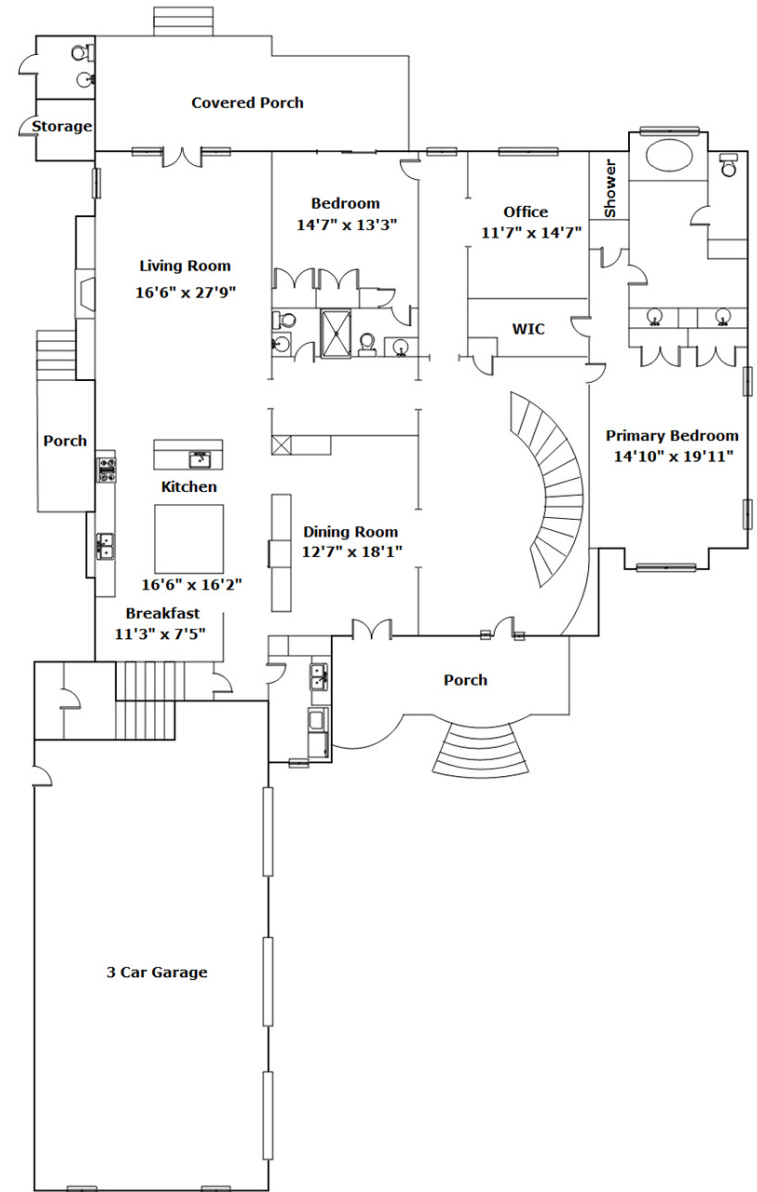 Covered Porch
Storage
Bedroom
14'7" x 13'3"
Office
11'7" x 14'7"
Shower
Living Room
16'6" x 27'9"
WIC
Porch
Primary Bedroom
14'10" x 19'11"
Kitchen
Dining Room
12'7" x 18'1"
16'6" x 16'2"
Breakfast
11'3" x 7'5"
Porch
3 Car Garage